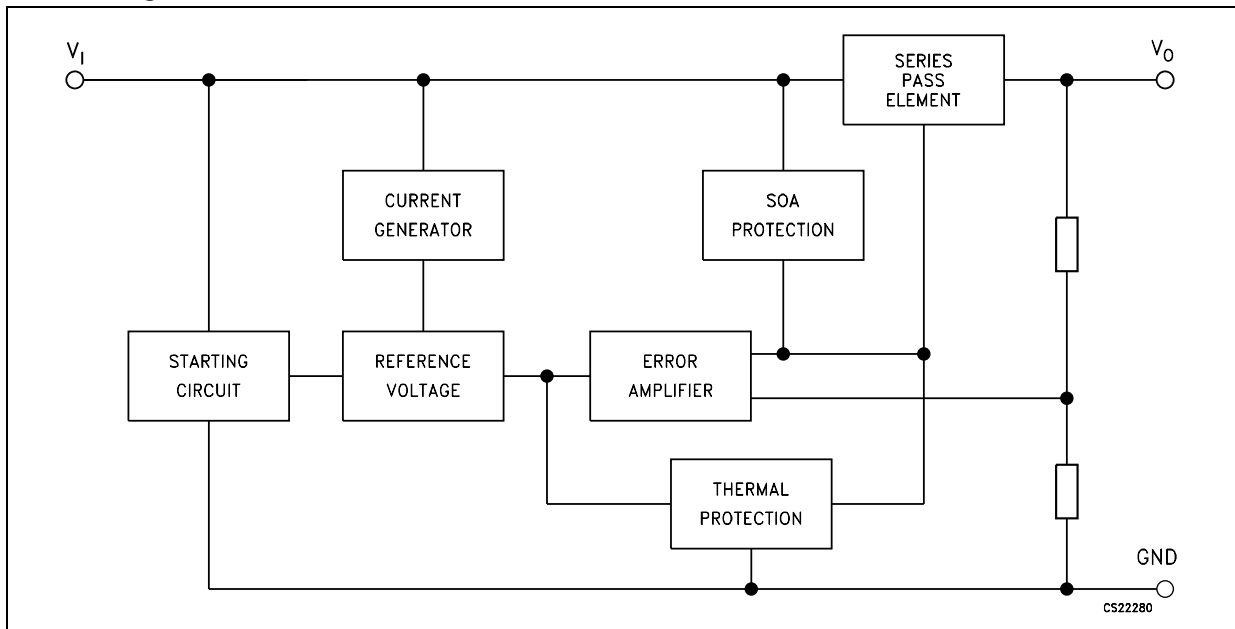 V_I
SERIES
PASS
ELEMENT
V_O
CURRENT
GENERATOR
SOA
PROTECTION
STARTING
CIRCUIT
REFERENCE
VOLTAGE
ERROR
AMPLIFIER
THERMAL
PROTECTION
GND
CS22280